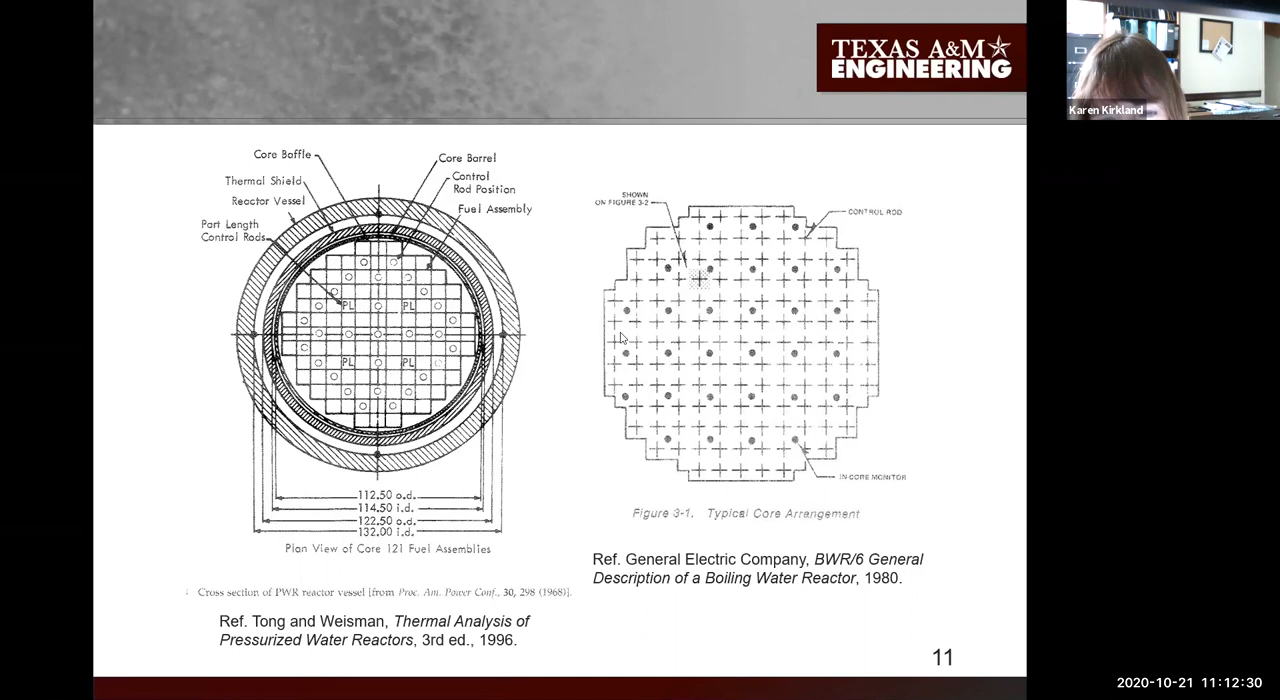 TEXAS A&M
ENGINEERING
Karen Kirkland
Core Baffle
Thermal Shield
Reactor Vessel
Part Length
Control Rods
Core Barrel
Control
Rod Position
Fuel Assembly
PL
PL
PL
PL
112.50 o.d.
114.50 i.d.
122.50 o.d.
132.00 i.d.
Plan View of Core 121 Fuel Assemblies
Cross section of PWR reactor vessel [from Proc. Am. Power Conf., 30, 298 (1968)].
Ref. Tong and Weisman, Thermal Analysis of
Pressurized Water Reactors, 3rd ed., 1996.
SHOWN
ON FIGURE 3-2
CONTROL ROD
IN-CORE MONITOR
Figure 3-1. Typical Core Arrangement
Ref. General Electric Company, BWR/6 General
Description of a Boiling Water Reactor, 1980.
11
2020-10-21 11:12:30